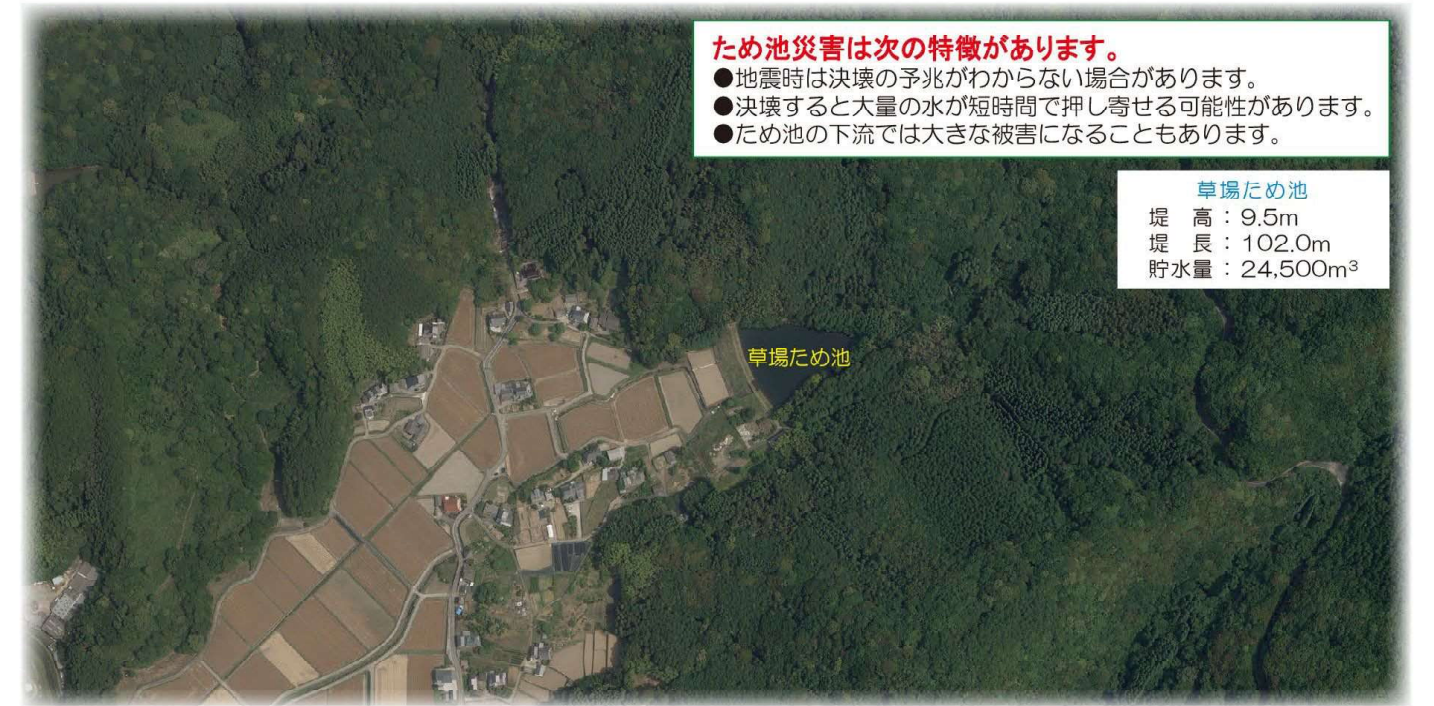 ため池災害は次の特徴があります。
●地震時は決壊の予兆がわからない場合があります。
●決壊すると大量の水が短時間で押し寄せる可能性があります。
●ため池の下流では大きな被害になることもあります。
草場ため池
堤　高：9.5m
堤　長：102.0m
貯水量：24,500m³
草場ため池